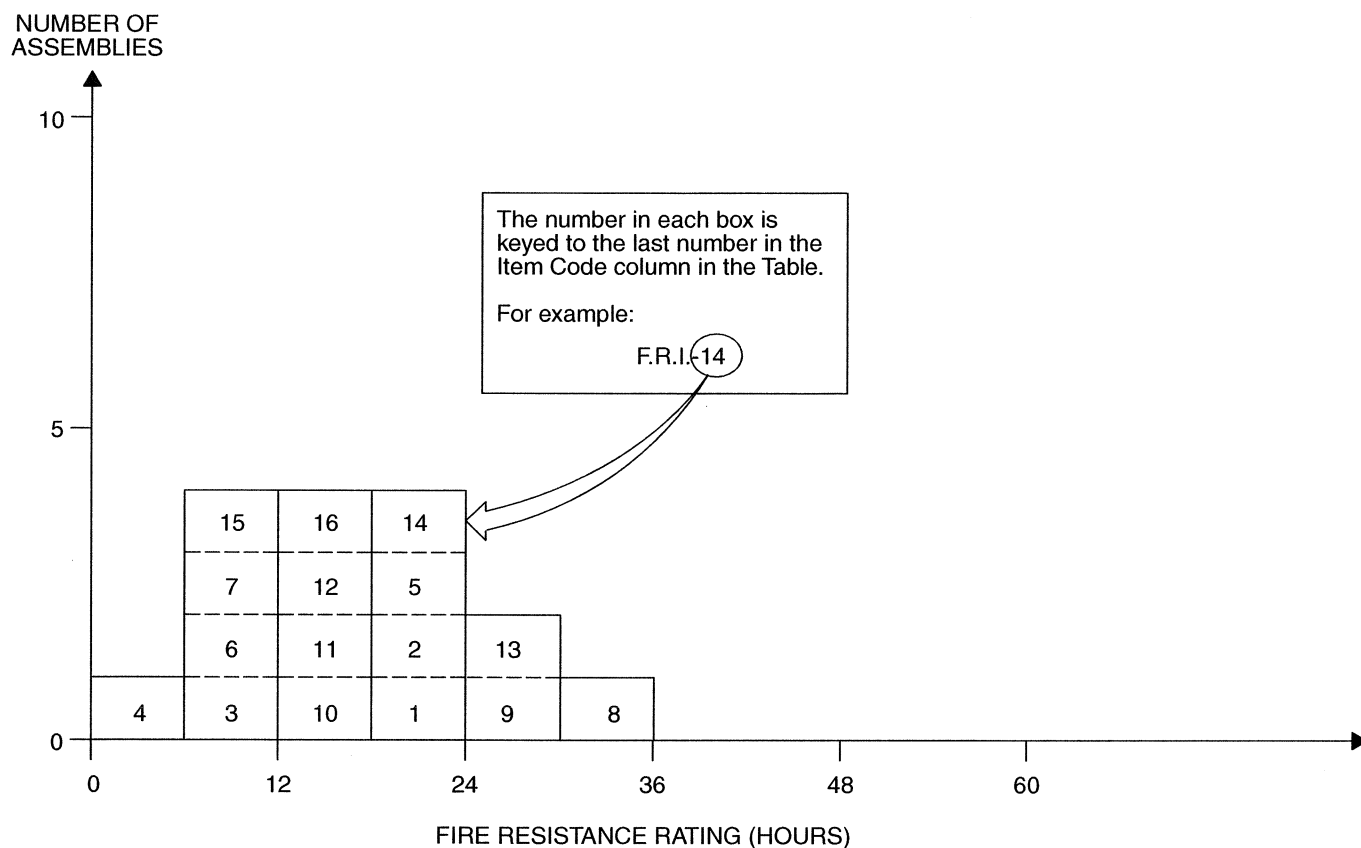 NUMBER OF
ASSEMBLIES
10
The number in each box is
keyed to the last number in the
Item Code column in the Table.
For example:
F.R.I.-14
5
15 16 14
7 12 5
6 11 2 13
4 3 10 1 9 8
0
0 12 24 36 48 60
FIRE RESISTANCE RATING (HOURS)